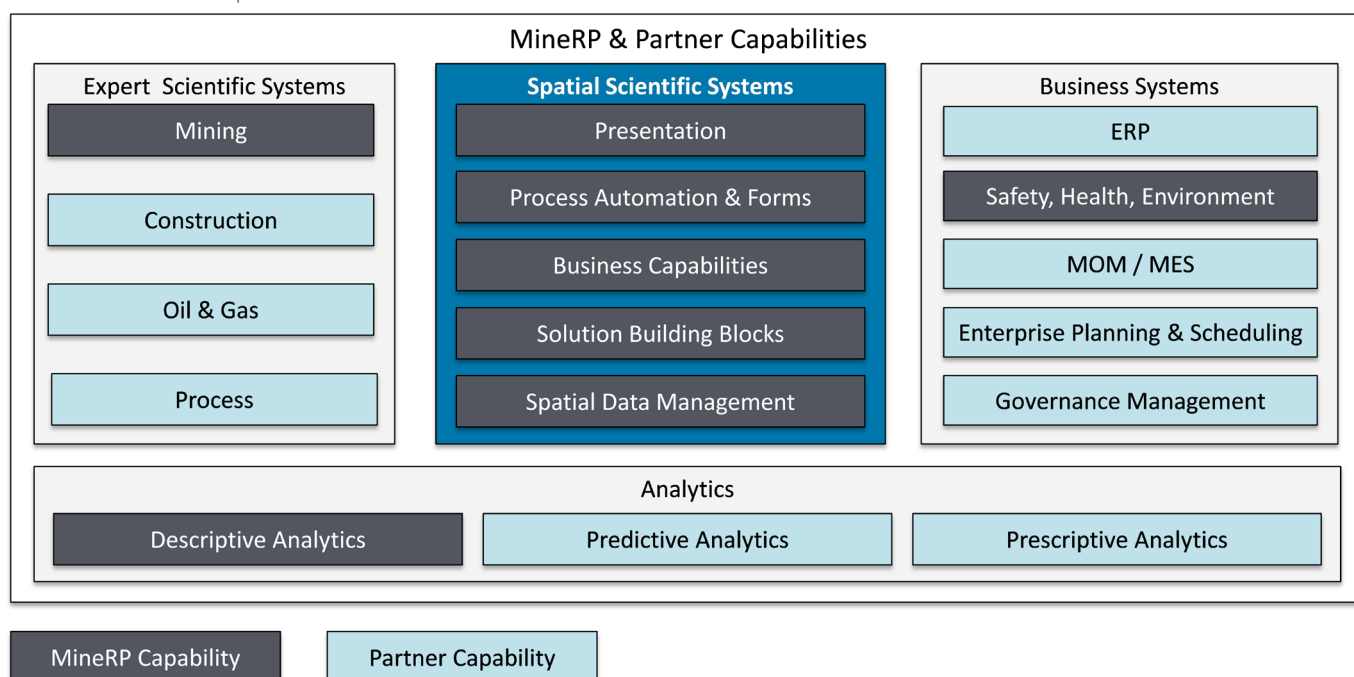 MineRP & Partner Capabilities
Expert Scientific Systems
Mining
Construction
Oil & Gas
Process
Spatial Scientific Systems
Presentation
Process Automation & Forms
Business Capabilities
Solution Building Blocks
Spatial Data Management
Business Systems
ERP
Safety, Health, Environment
MOM / MES
Enterprise Planning & Scheduling
Governance Management
Analytics
Descriptive Analytics
Predictive Analytics
Prescriptive Analytics
MineRP Capability
Partner Capability